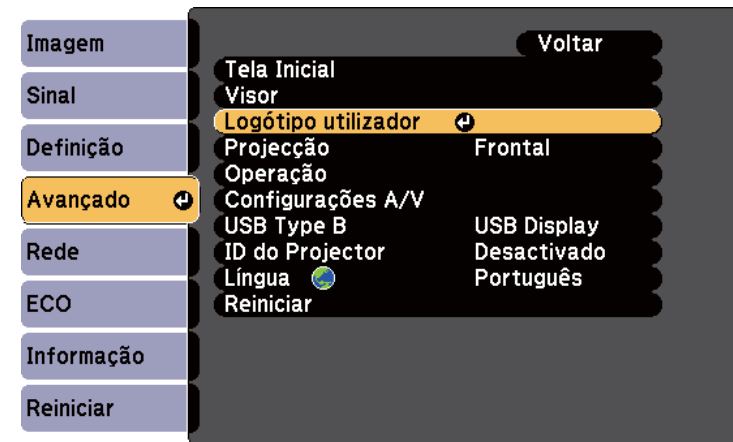 Imagem
Sinal
Definição
Avançado
Rede
ECO
Informação
Reiniciar
Voltar
Tela Inicial
Visor
Logótipo utilizador
Projecção Frontal
Operação
Configurações A/V
USB Type B USB Display
ID do Projector Desactivado
Língua Português
Reiniciar